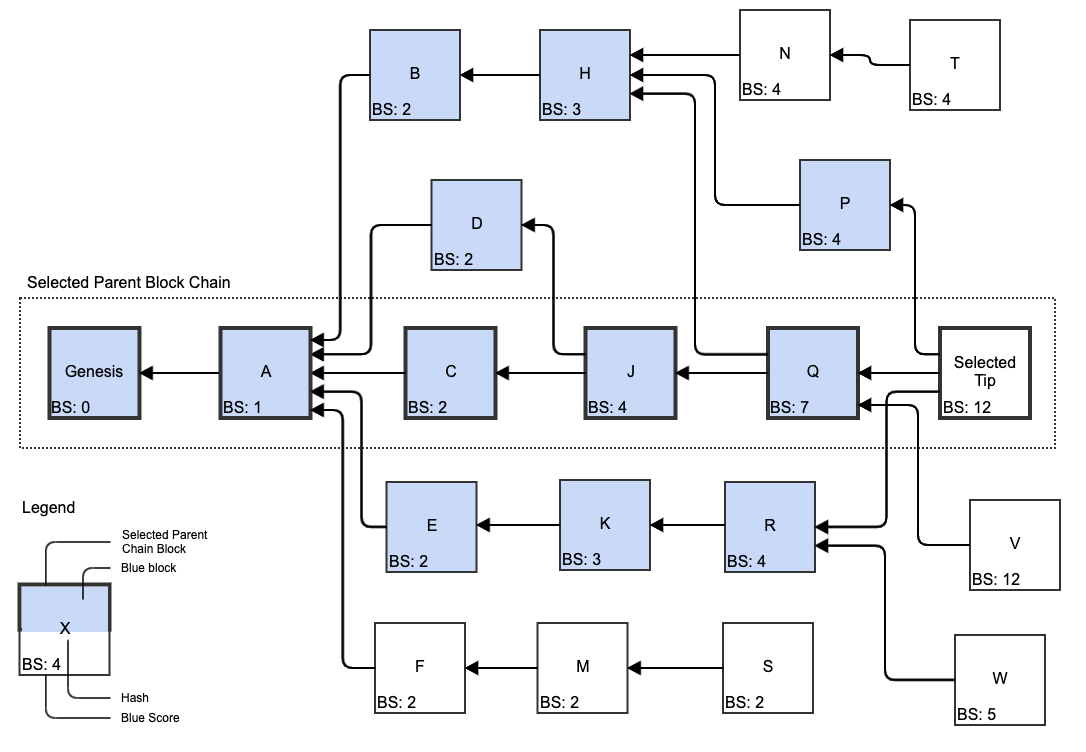 N
BS: 4
T
BS: 4
B
BS: 2
H
BS: 3
P
BS: 4
D
BS: 2
Selected Parent Block Chain
Genesis
BS: 0
A
BS: 1
C
BS: 2
J
BS: 4
Q
BS: 7
Selected
Tip
BS: 12
E
BS: 2
K
BS: 3
R
BS: 4
V
BS: 12
F
BS: 2
M
BS: 2
S
BS: 2
W
BS: 5
Legend
Selected Parent
Chain Block
Blue block
X
BS: 4
Hash
Blue Score